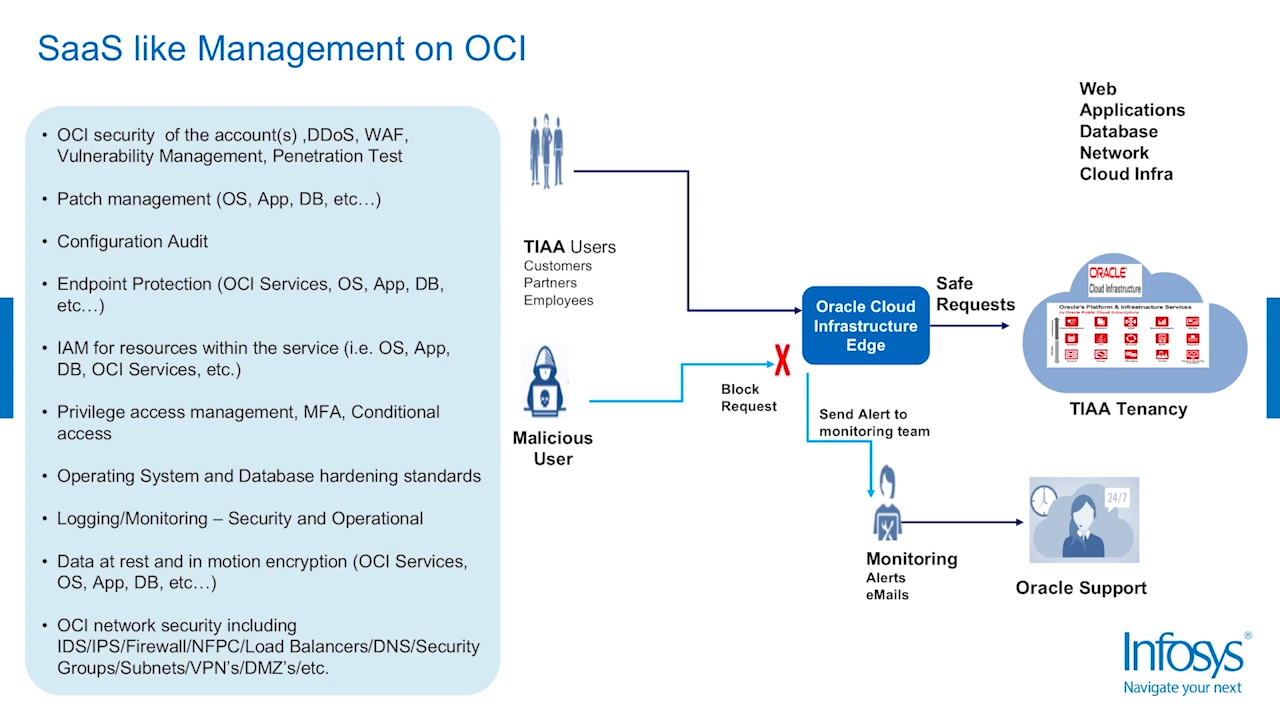 SaaS like Management on OCI
• OCI security of the account(s) ,DDoS, WAF,
Vulnerability Management, Penetration Test
• Patch management (OS, App, DB, etc…)
• Configuration Audit
• Endpoint Protection (OCI Services, OS, App, DB,
etc…)
• IAM for resources within the service (i.e. OS, App,
DB, OCI Services, etc.)
• Privilege access management, MFA, Conditional
access
• Operating System and Database hardening standards
• Logging/Monitoring – Security and Operational
• Data at rest and in motion encryption (OCI Services,
OS, App, DB, etc…)
• OCI network security including
IDS/IPS/Firewall/NFPC/Load Balancers/DNS/Security
Groups/Subnets/VPN's/DMZ's/etc.
TIAA Users
Customers
Partners
Employees
Malicious
User
Block
Request
Oracle Cloud
Infrastructure
Edge
Safe
Requests
Send Alert to
monitoring team
Monitoring
Alerts
eMails
Web
Applications
Database
Network
Cloud Infra
ORACLE
Cloud Infrastructure
Oracle's Platform & Infrastructure Services
TIAA Tenancy
24/7
Oracle Support
Infosys®
Navigate your next